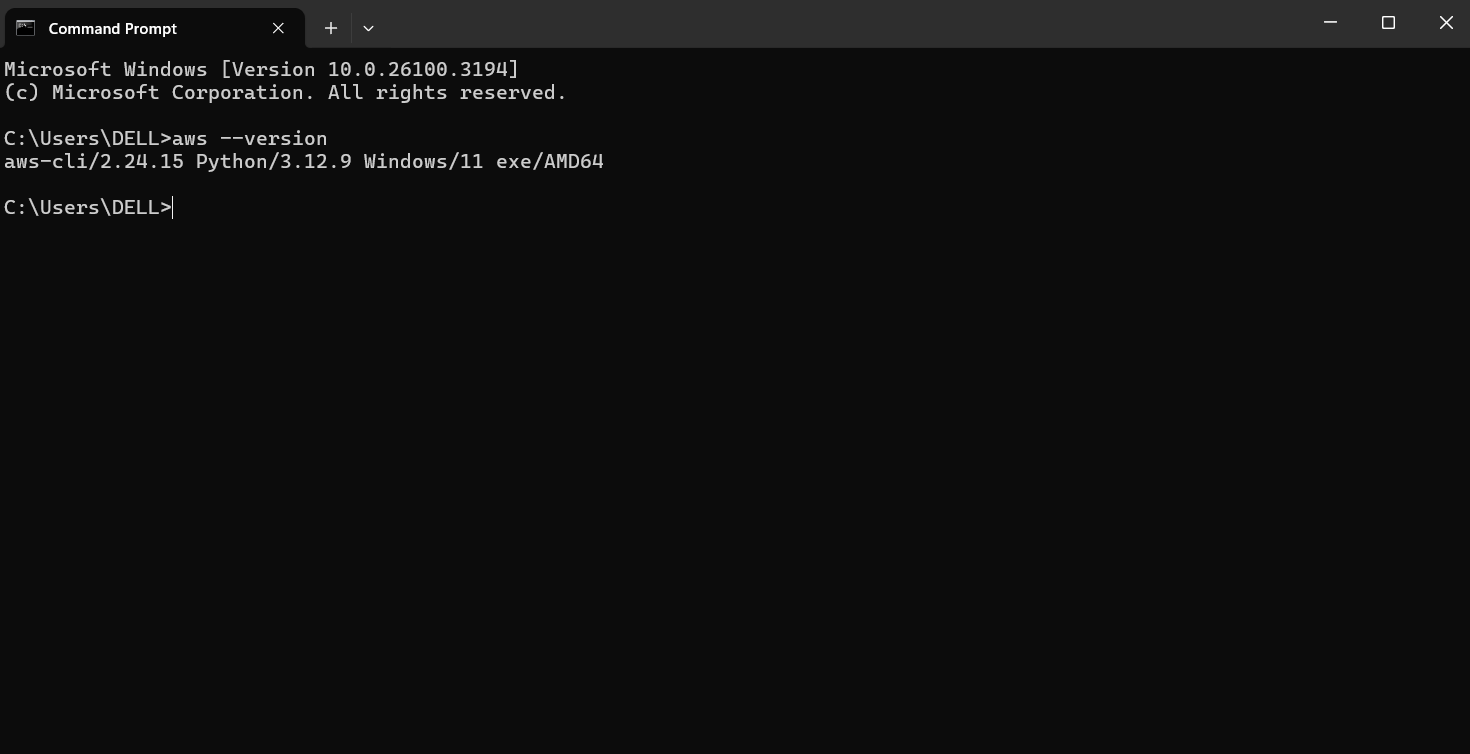 Command Prompt
Microsoft Windows [Version 10.0.26100.3194]
(c) Microsoft Corporation. All rights reserved.
C:\Users\DELL>aws --version
aws-cli/2.24.15 Python/3.12.9 Windows/11 exe/AMD64
C:\Users\DELL>